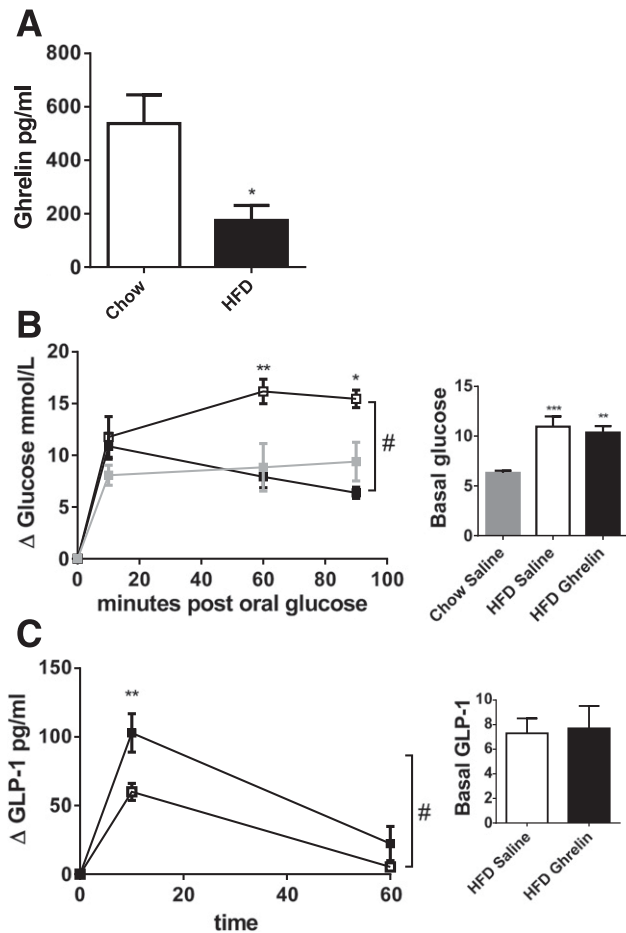 A
Ghrelin pg/ml
800
600
400
200
0
*
Chow
HFD
B
Δ Glucose mmol/L
20
15
10
5
0
**
*
#
0
20
40
60
80
100
minutes post oral glucose
Basal glucose
15
10
5
0
***
**
Chow Saline
HFD Saline
HFD Ghrelin
C
Δ GLP-1 pg/ml
150
100
50
0
**
#
0
20
40
60
time
Basal GLP-1
10
8
6
4
2
0
HFD Saline
HFD Ghrelin